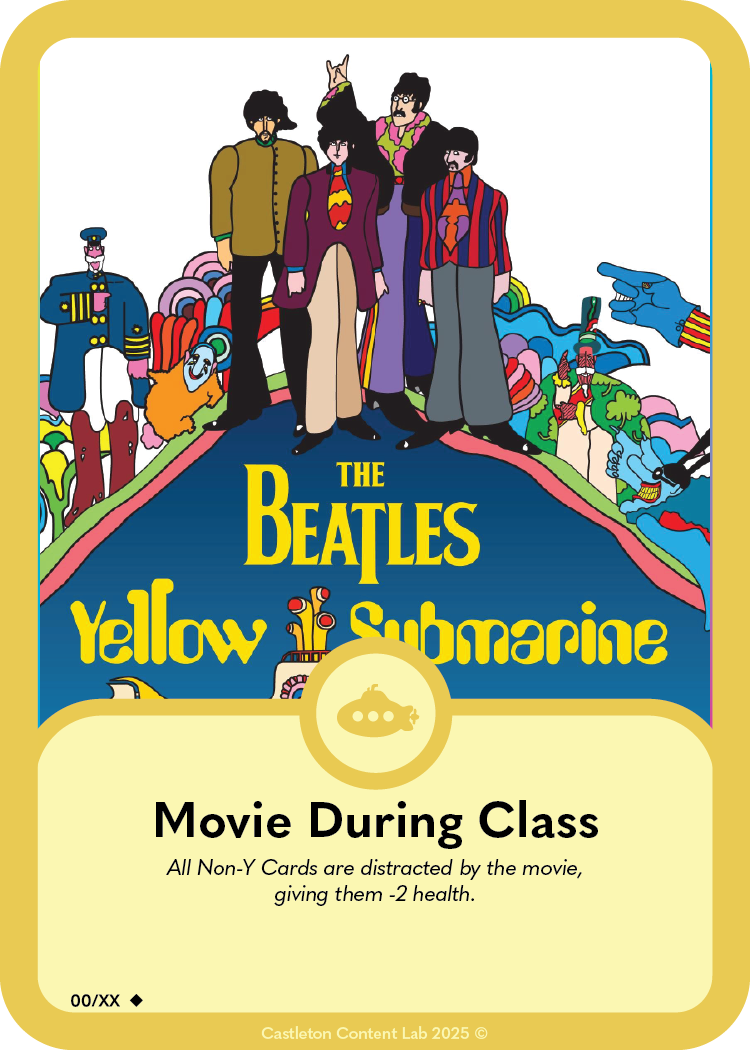 THE
BEATLES
Yellow Submarine
Movie During Class
All Non-Y Cards are distracted by the movie,
giving them -2 health.
00/XX ◆
Castleton Content Lab 2025 ©